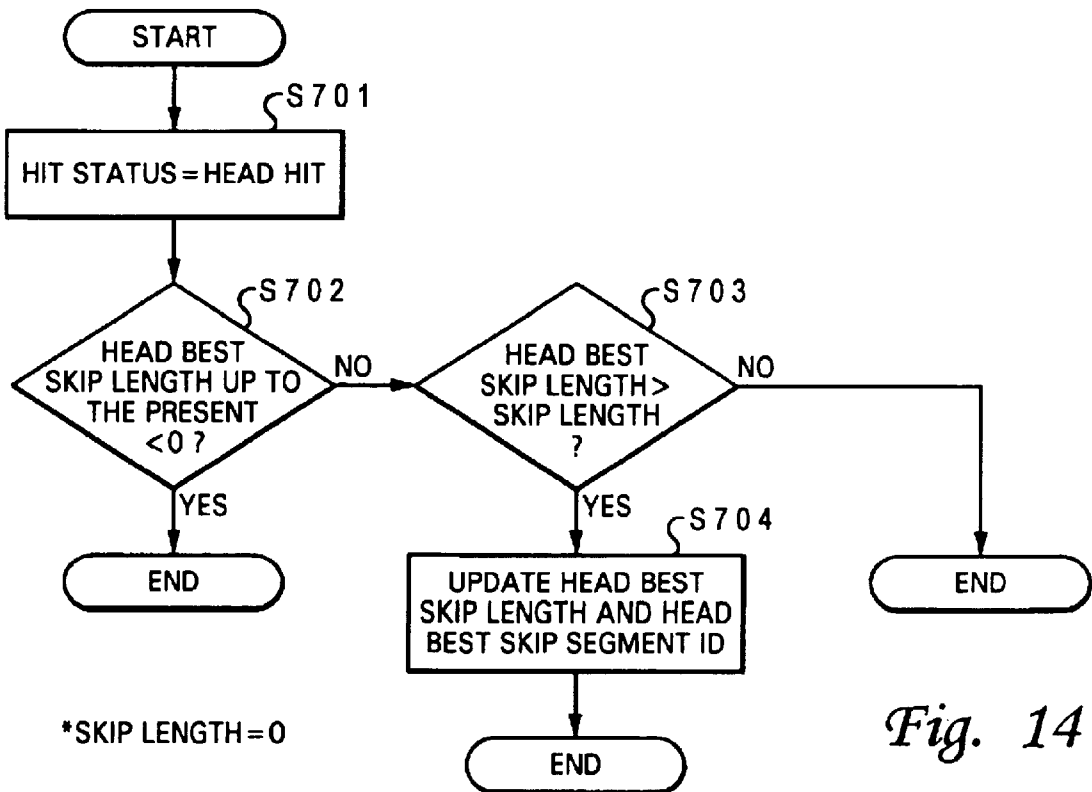 START
S701
HIT STATUS=HEAD HIT
S702
HEAD BEST
SKIP LENGTH UP TO
THE PRESENT
<0 ?
NO
YES
END
S703
HEAD BEST
SKIP LENGTH>
SKIP LENGTH
?
NO
YES
END
S704
UPDATE HEAD BEST
SKIP LENGTH AND HEAD
BEST SKIP SEGMENT ID
END
*SKIP LENGTH=0
Fig. 14